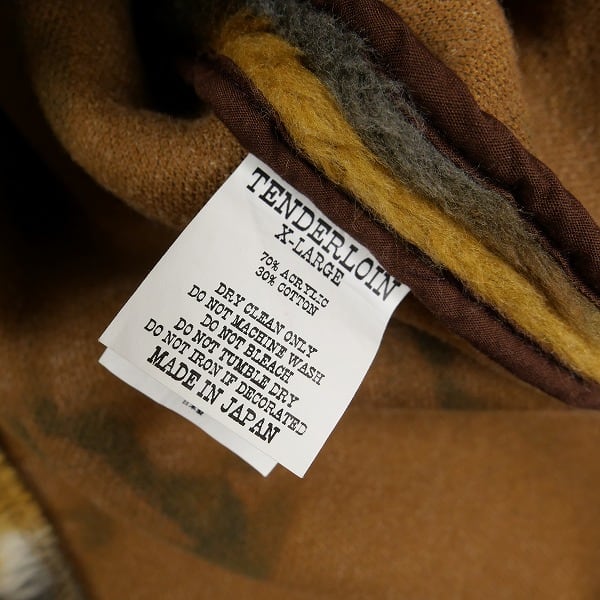 TENDERLOIN
X-LARGE
70% ACRYLIC
30% COTTON
DRY CLEAN ONLY
DO NOT MACHINE WASH
DO NOT BLEACH
DO NOT TUMBLE DRY
DO NOT IRON IF DECORATED
MADE IN JAPAN